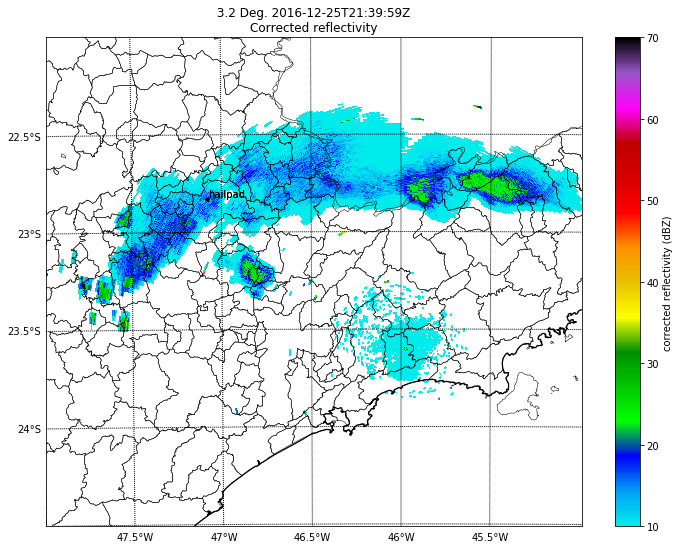 3.2 Deg. 2016-12-25T21:39:59Z
Corrected reflectivity
22.5°S
23°S
23.5°S
24°S
47.5°W
47°W
46.5°W
46°W
45.5°W
hailpad
70
60
50
40
30
20
10
corrected reflectivity (dBZ)